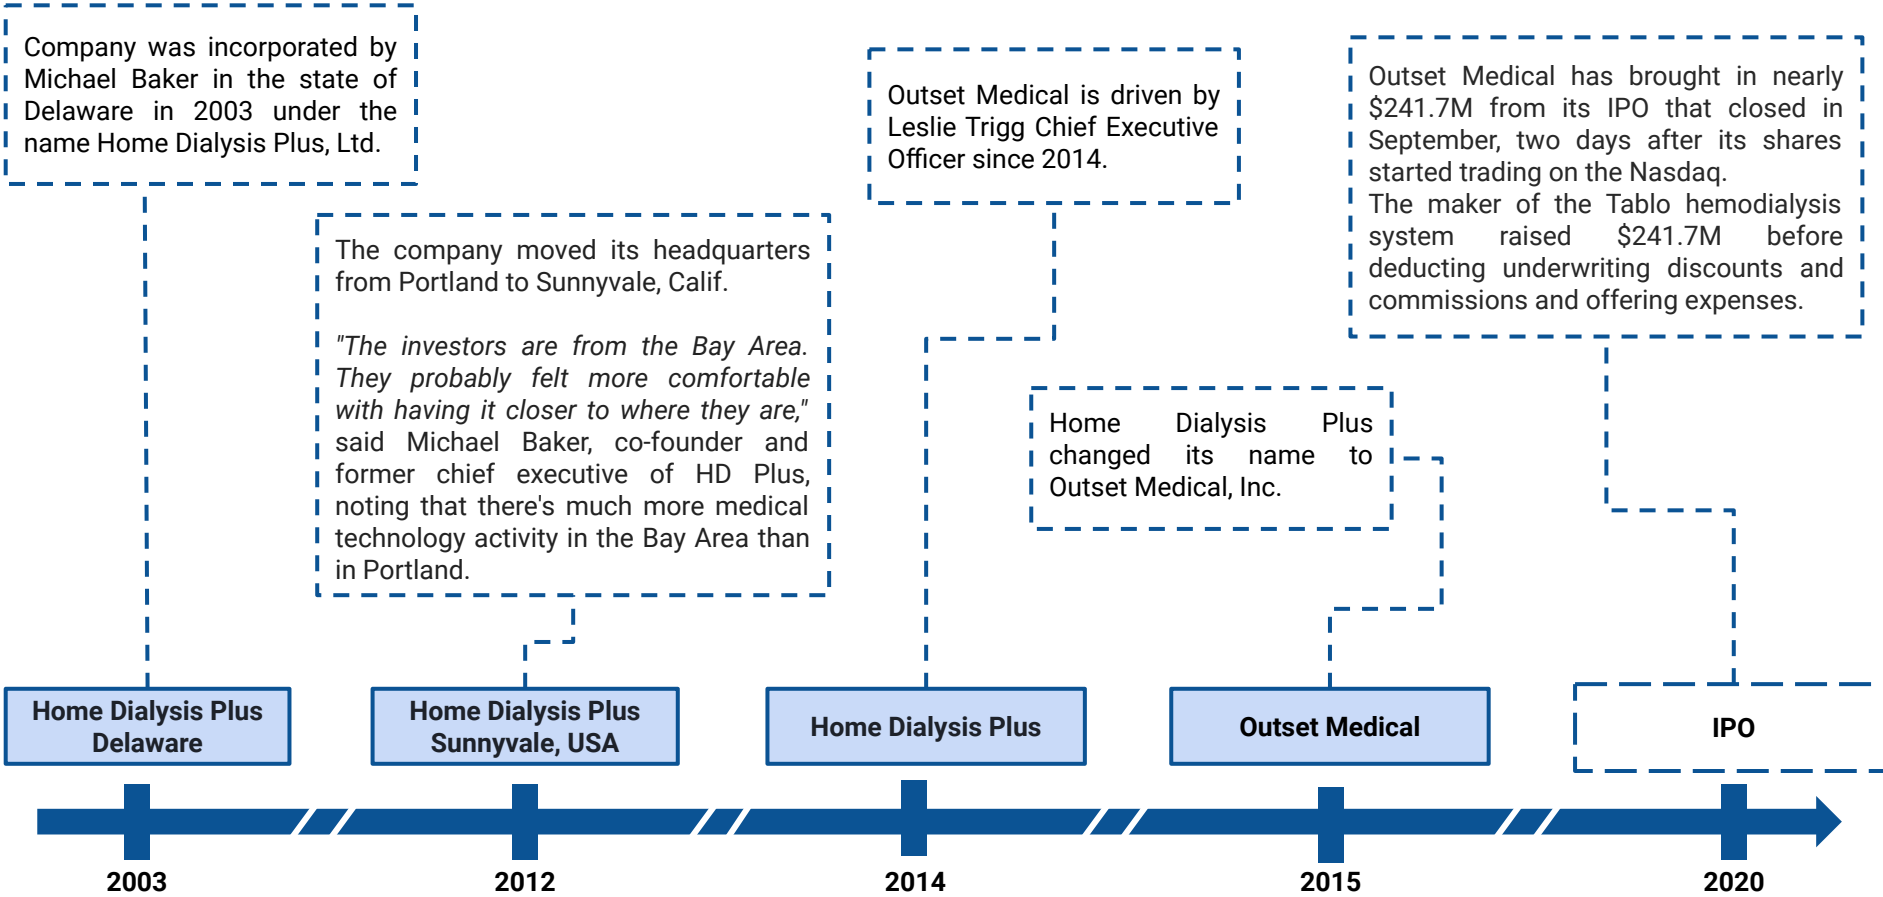 Company was incorporated by
Michael Baker in the state of
Delaware in 2003 under the
name Home Dialysis Plus, Ltd.
The company moved its headquarters
from Portland to Sunnyvale, Calif.
"The investors are from the Bay Area.
They probably felt more comfortable
with having it closer to where they are,"
said Michael Baker, co-founder and
former chief executive of HD Plus,
noting that there's much more medical
technology activity in the Bay Area than
in Portland.
Outset Medical is driven by
Leslie Trigg Chief Executive
Officer since 2014.
Home Dialysis Plus
changed its name to
Outset Medical, Inc.
Outset Medical has brought in nearly
$241.7M from its IPO that closed in
September, two days after its shares
started trading on the Nasdaq.
The maker of the Tablo hemodialysis
system raised $241.7M before
deducting underwriting discounts and
commissions and offering expenses.
Home Dialysis Plus
Delaware
Home Dialysis Plus
Sunnyvale, USA
Home Dialysis Plus
Outset Medical
IPO
2003
2012
2014
2015
2020